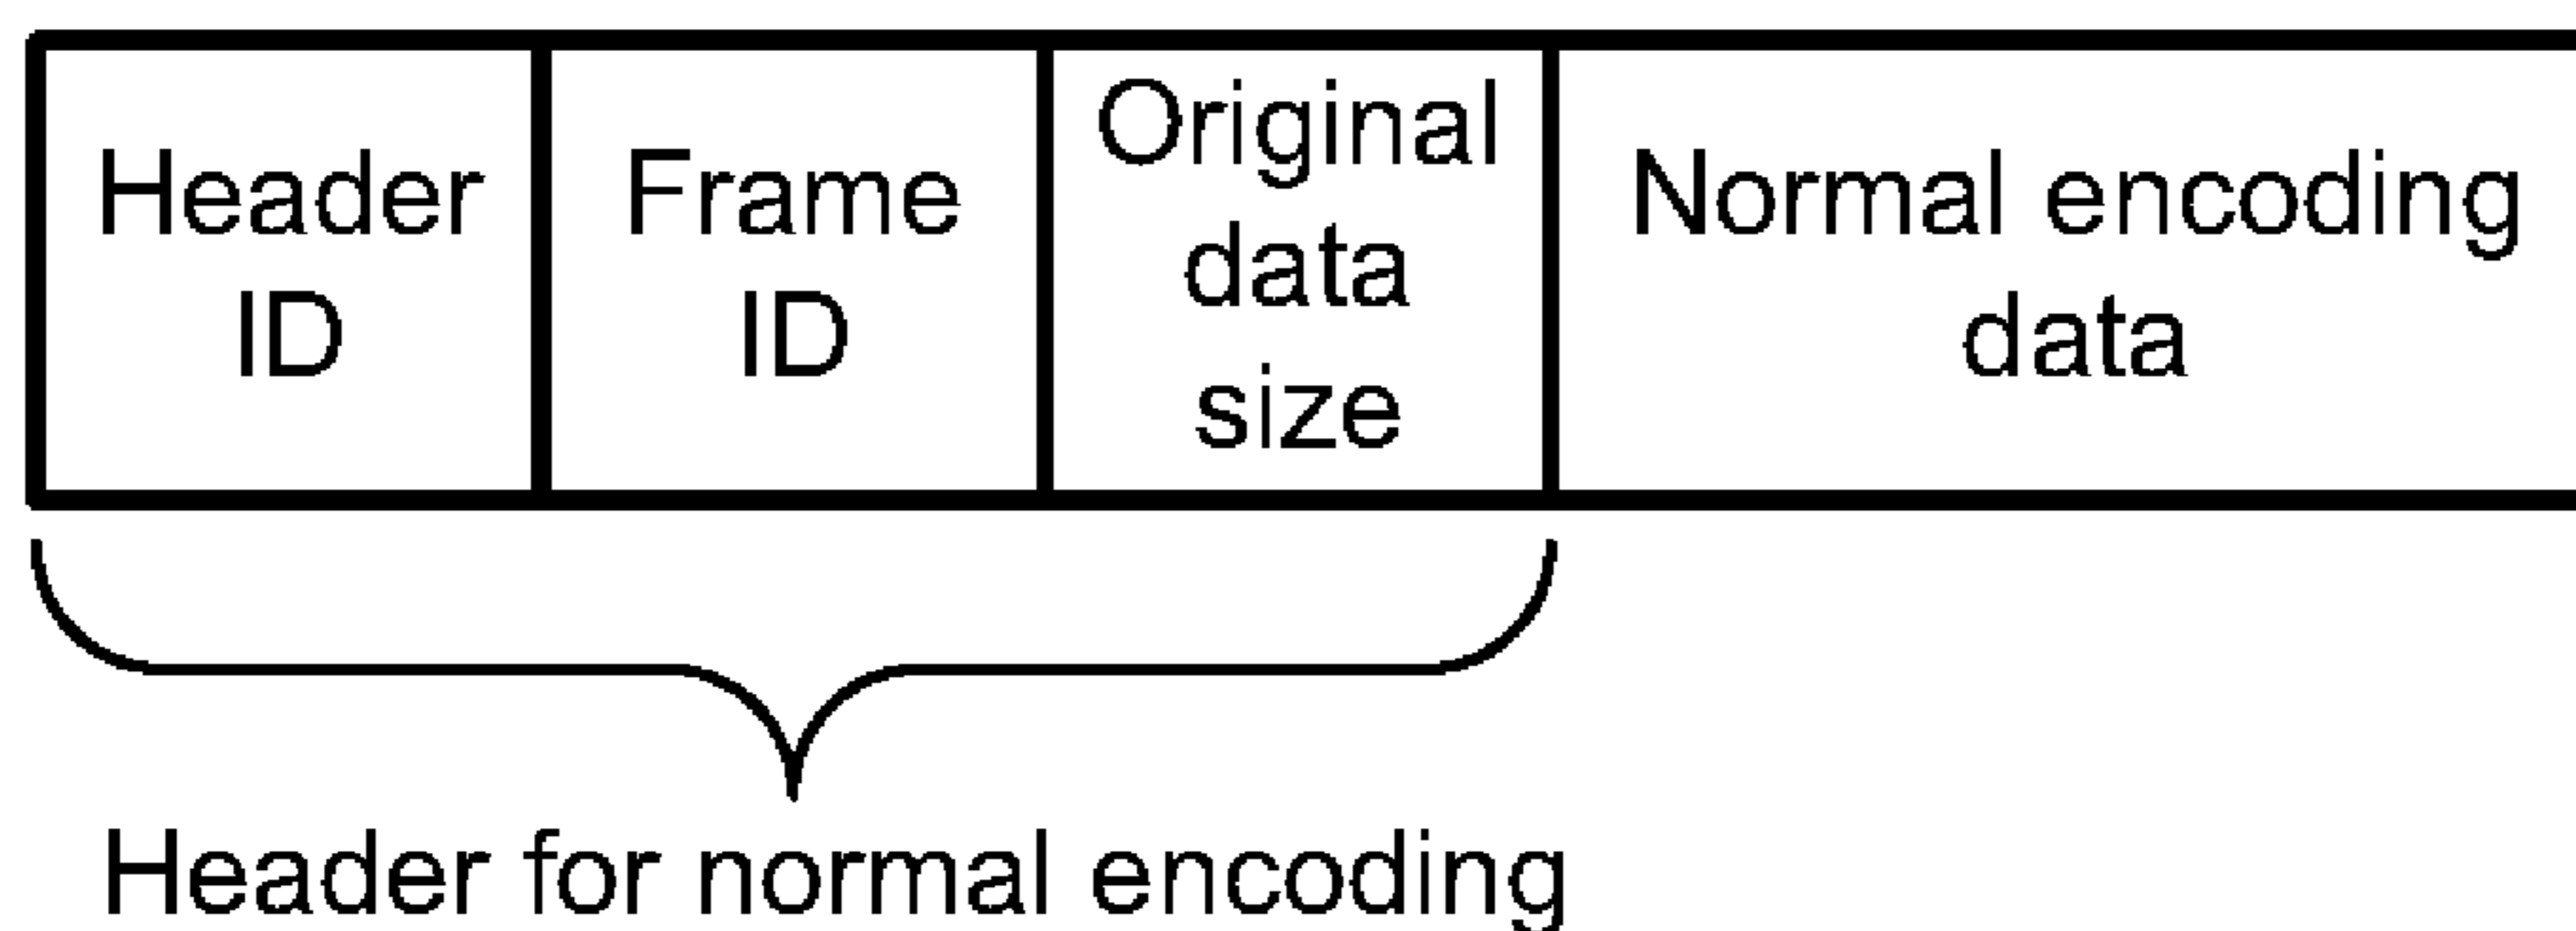 Header
ID
Frame
ID
Original
data
size
Normal encoding
data
Header for normal encoding